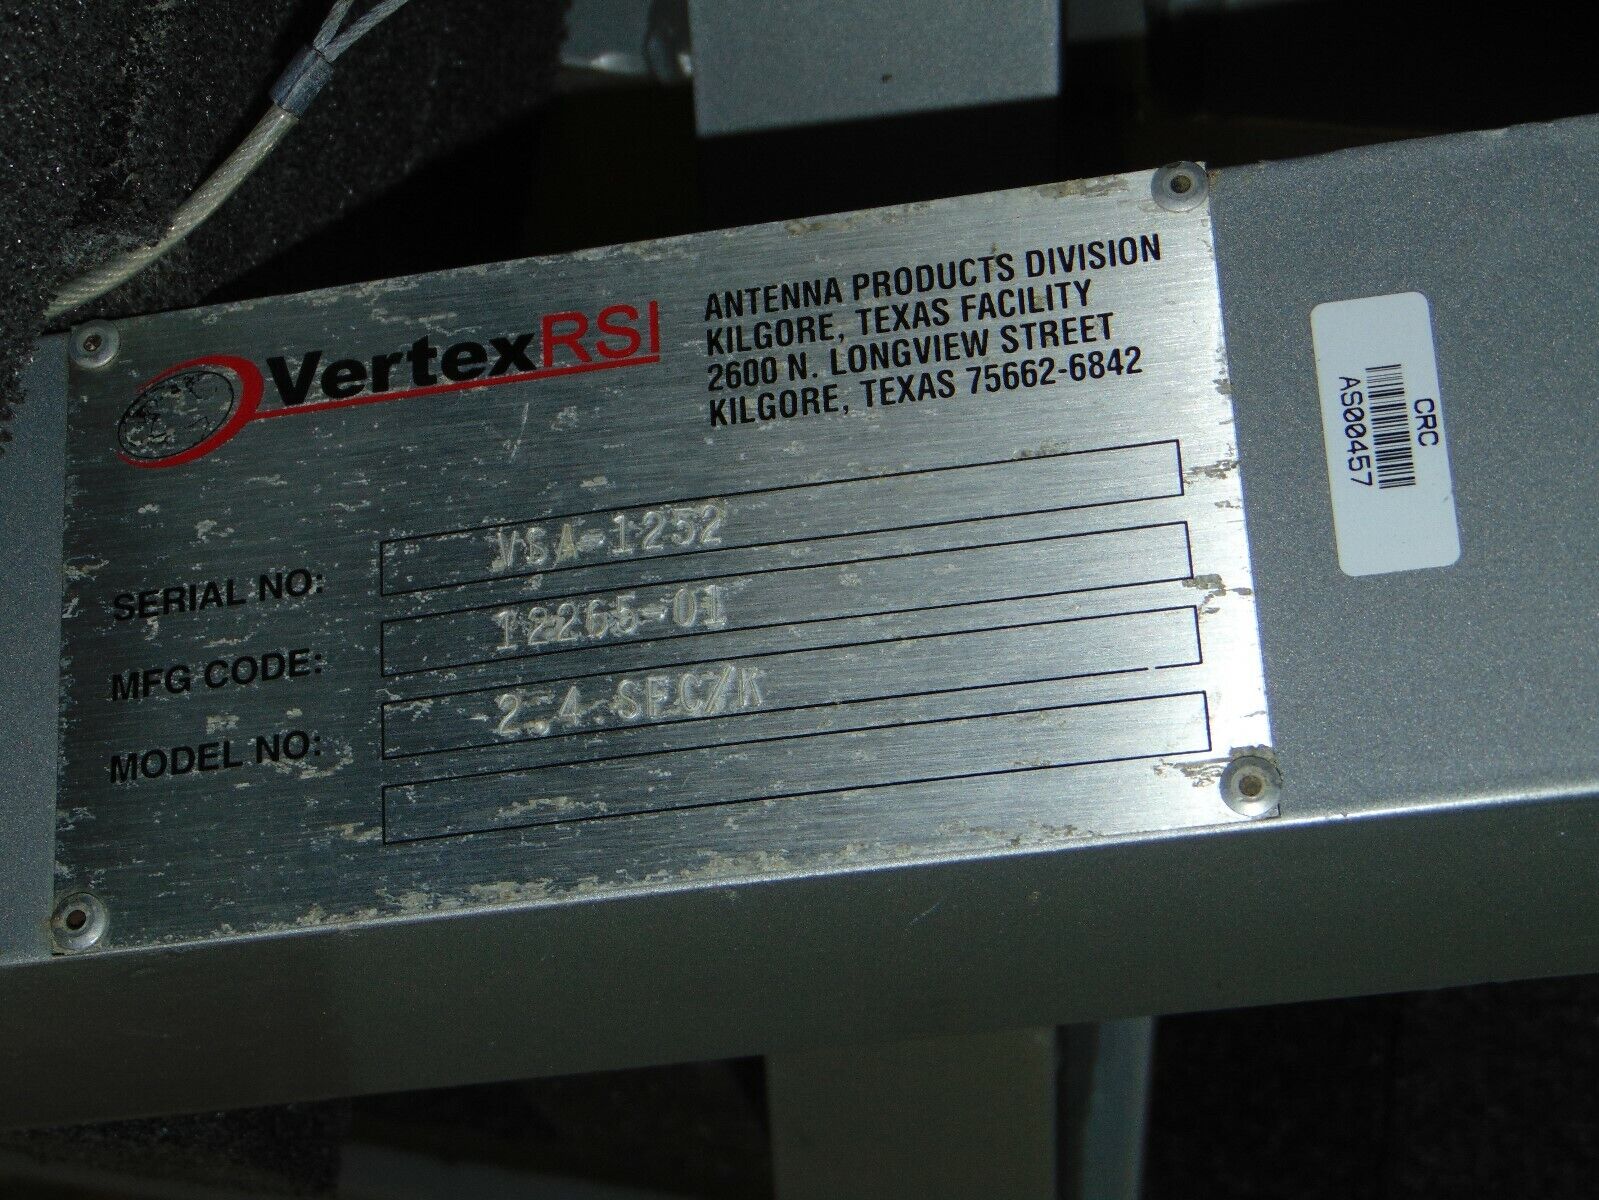 VertexRSI
ANTENNA PRODUCTS DIVISION
KILGORE, TEXAS FACILITY
2600 N. LONGVIEW STREET
KILGORE, TEXAS 75662-6842
SERIAL NO: VSA-1252
MFG CODE: 12265-01
MODEL NO: 2.4 SFC/K
CRC
AS000457